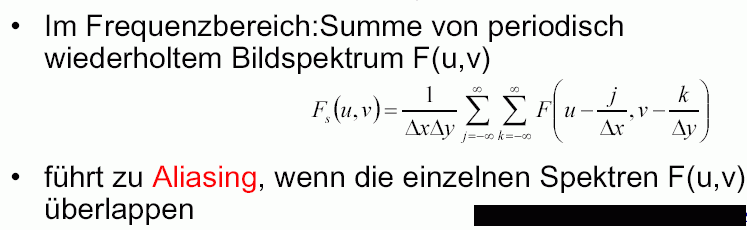 • Im Frequenzbereich:Summe von periodisch
wiederholtem Bildspektrum F(u,v)
F_s(u,v) = \frac{1}{\Delta x \Delta y} \sum_{j=-\infty}^{\infty} \sum_{k=-\infty}^{\infty} F\left(u - \frac{j}{\Delta x}, v - \frac{k}{\Delta y}\right)
• führt zu Aliasing, wenn die einzelnen Spektren F(u,v)
überlappen